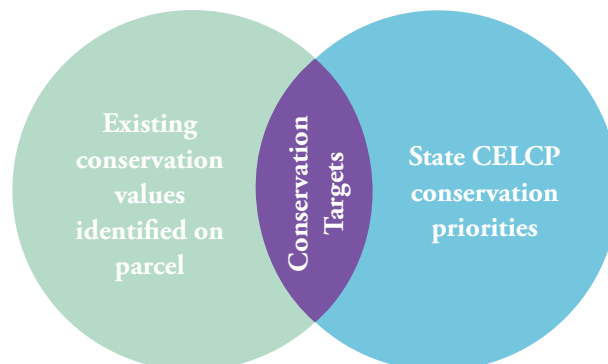 Existing
conservation
values
identified on
parcel
Conservation
Targets
State CELCP
conservation
priorities